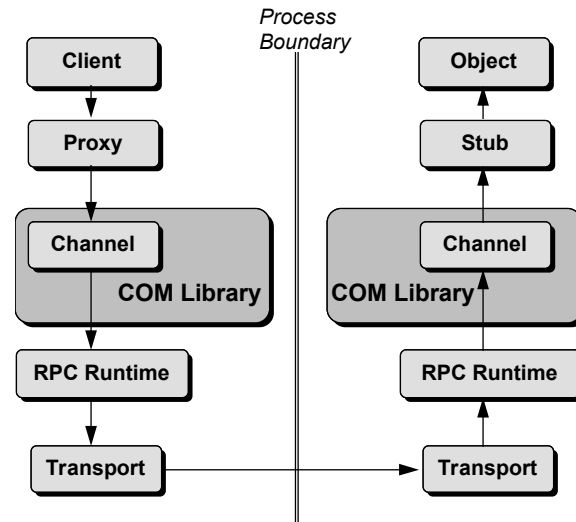 Process
Boundary
Client
Object
Proxy
Stub
Channel
Channel
COM Library
COM Library
RPC Runtime
RPC Runtime
Transport
Transport